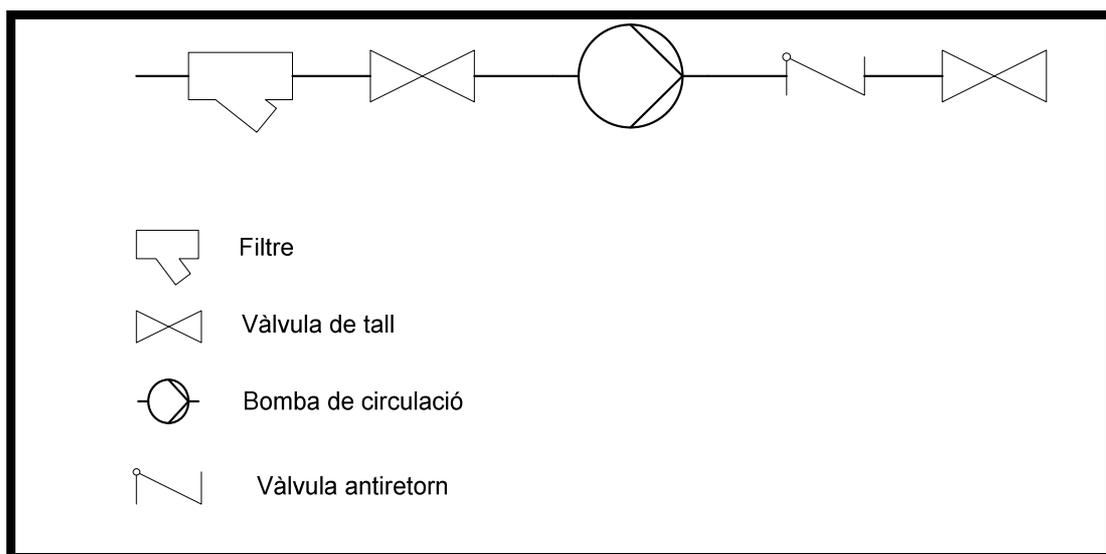 Filtre
Vàlvula de tall
Bomba de circulació
Vàlvula antiretorn